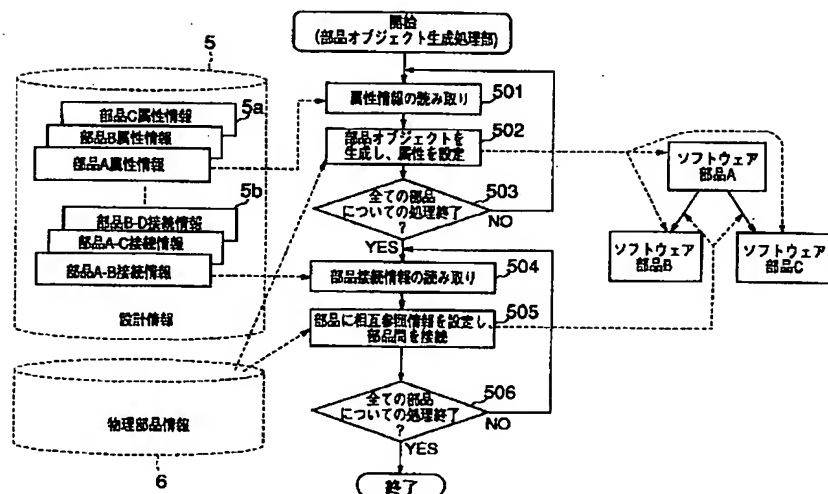 開始
(部品オブジェクト生成処理部)
5
部品C属性情報
5a
部品B属性情報
部品A属性情報
5b
部品B-D接続情報
部品A-C接続情報
部品A-B接続情報
設計情報
物理部品情報
6
属性情報の読み取り
501
部品オブジェクトを
生成し、属性を設定
502
全ての部品
についての処理終了
?
503
NO
YES
部品接続情報の読み取り
504
部品に相互参照情報を設定し、
部品間を接続
505
全ての部品
についての処理終了
?
506
NO
YES
終了
ソフトウェア
部品A
ソフトウェア
部品B
ソフトウェア
部品C